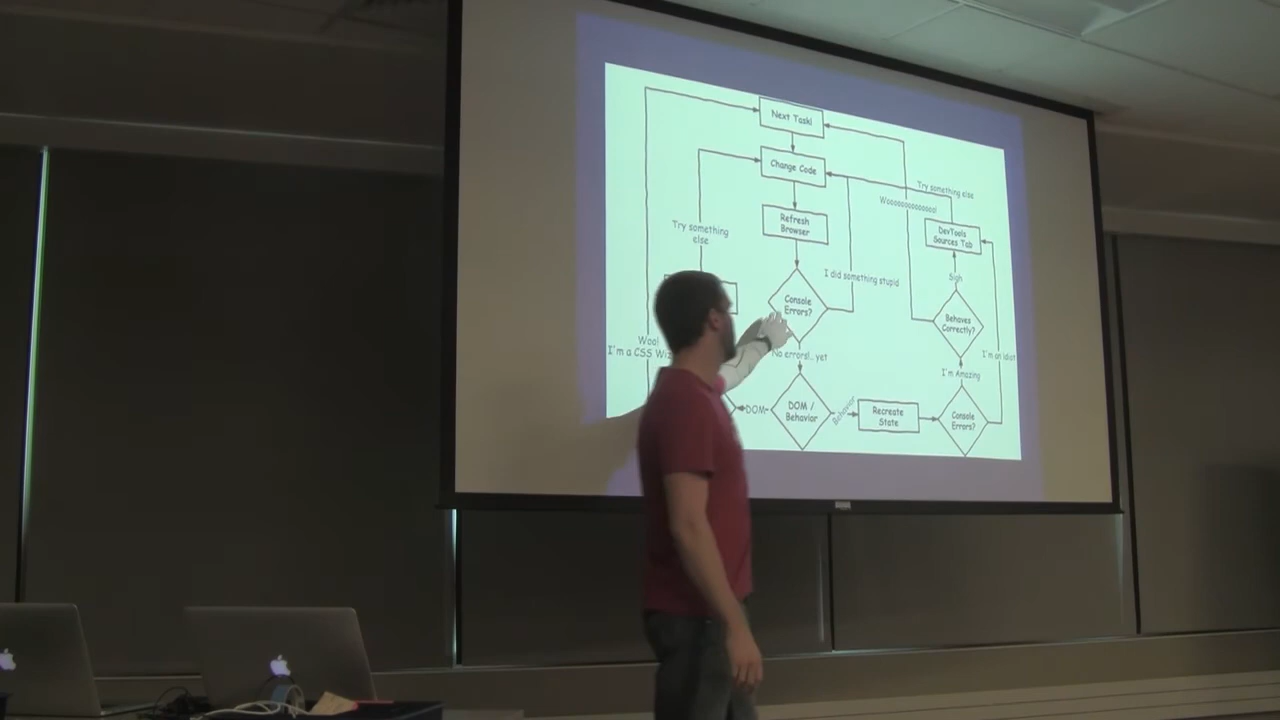 Next Task!
Change Code
Try something else
Woooooooooooooo!
Refresh
Browser
Try something
else
DevTools
Sources Tab
I did something stupid
Sigh
Console
Errors?
Behaves
Correctly?
Woo!
I'm a CSS Wiz
No errors!.. yet
I'm an idiot
I'm Amazing
DOM
DOM /
Behavior
Behavior
Recreate
State
Console
Errors?